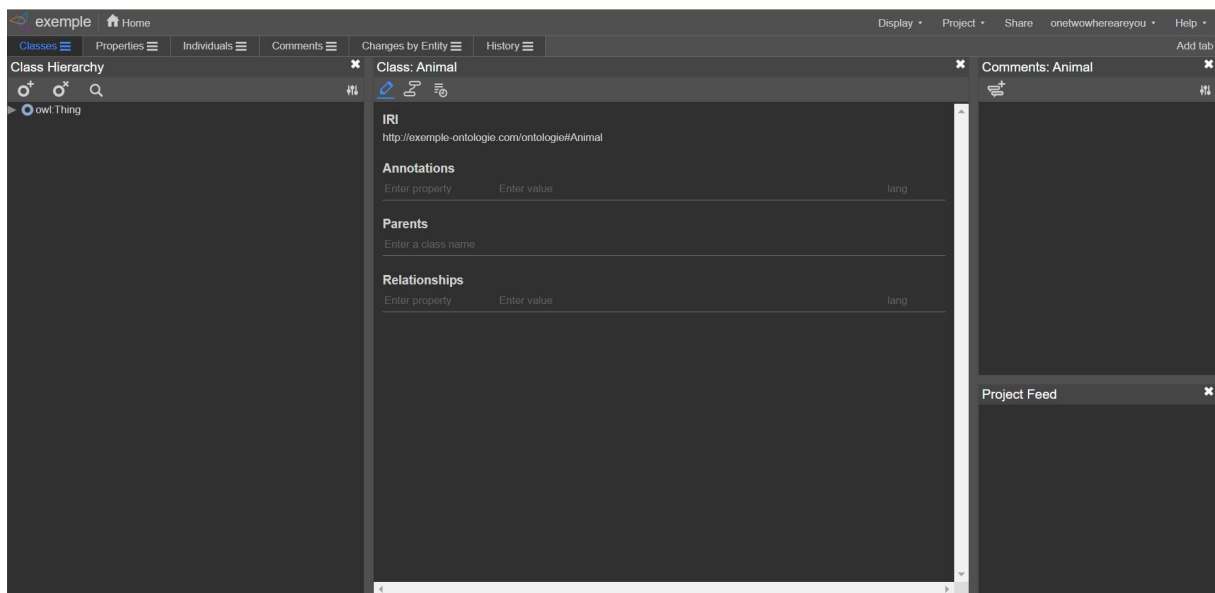 exemple Home Display Project Share onetwowhereareyou Help
Classes Properties Individuals Comments Changes by Entity History Add tab
Class Hierarchy
owl:Thing
Class: Animal
IRI
http://exemple-ontologie.com/ontologie#Animal
Annotations
Enter property Enter value lang
Parents
Enter a class name
Relationships
Enter property Enter value lang
Comments: Animal
Project Feed